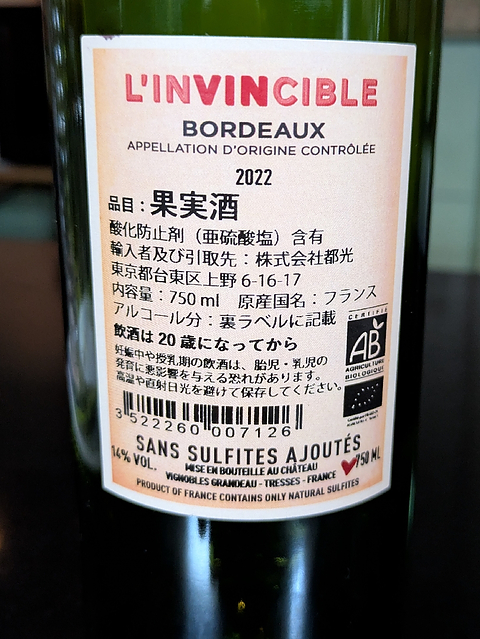 L'INVINCIBLE
BORDEAUX
APPELLATION D'ORIGINE CONTRÔLÉE
2022
品目：果実酒
酸化防止剤（亜硫酸塩）含有
輸入者及び引取先：株式会社都光
東京都台東区上野 6-16-17
内容量：750 ml 原産国名：フランス
アルコール分：裏ラベルに記載
飲酒は 20 歳になってから
妊娠中や授乳期の飲酒は、胎児・乳児の
発育に悪影響を与える恐れがあります。
高温や直射日光を避けて保存してください。
CERTIFIÉ
AB
AGRICULTURE
BIOLOGIQUE
3 522260 007126
SANS SULFITES AJOUTÉS
14% VOL.
MISE EN BOUTEILLE AU CHÂTEAU
750 ML
VIGNOBLES GRANDEAU - TRESSES - FRANCE
PRODUCT OF FRANCE CONTAINS ONLY NATURAL SULFITES